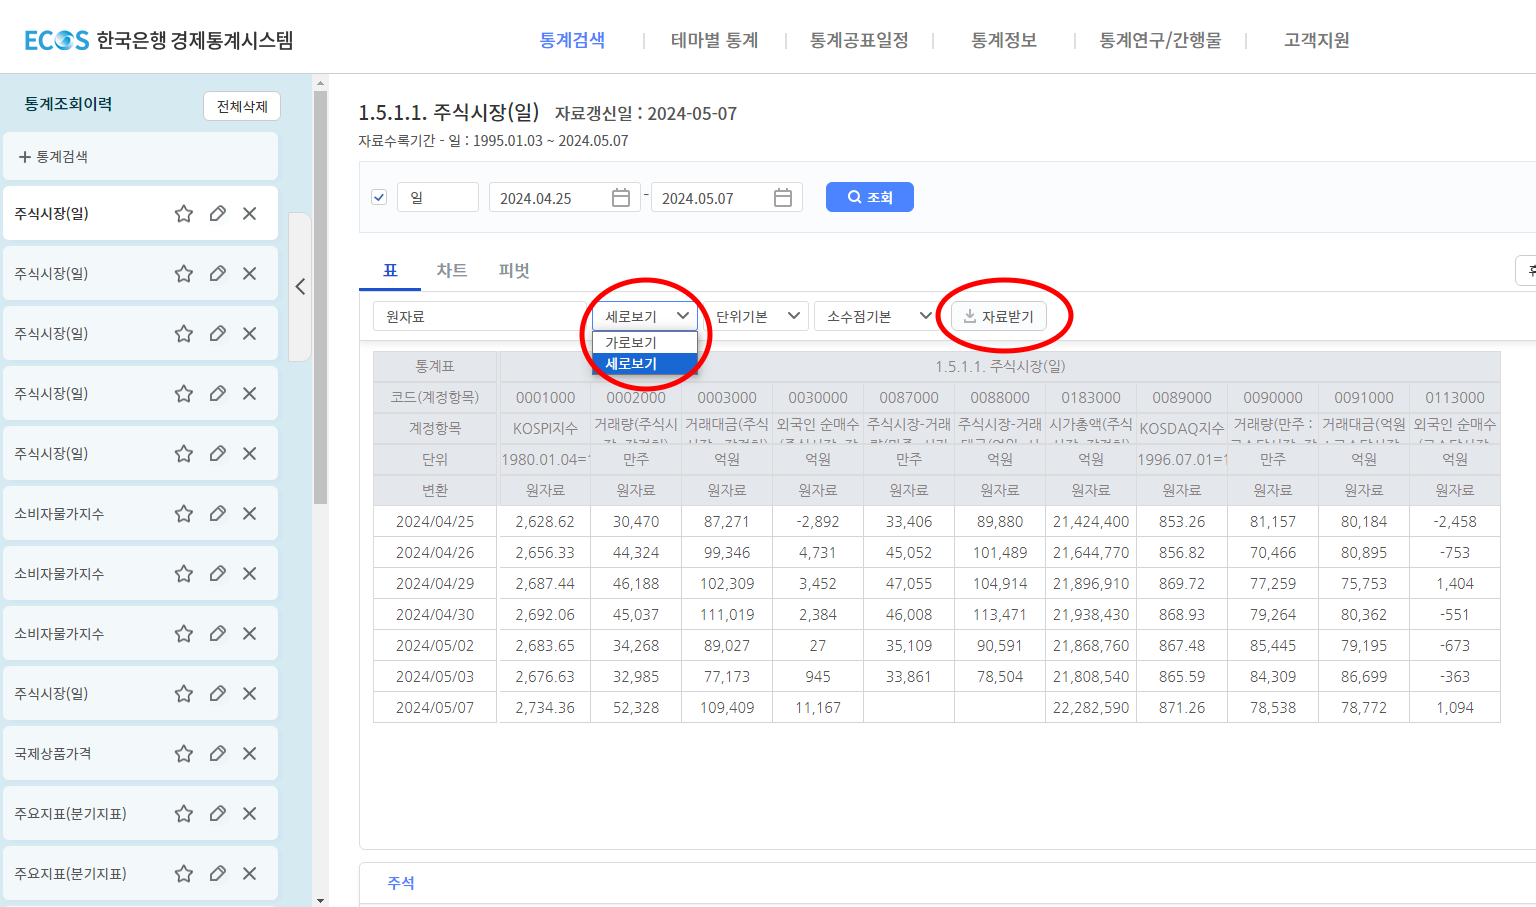 ECOS 한국은행 경제통계시스템
통계검색 | 테마별 통계 | 통계공표일정 | 통계정보 | 통계연구/간행물 | 고객지원
통계조회이력
전체삭제
+ 통계검색
주식시장(일)
주식시장(일)
주식시장(일)
주식시장(일)
주식시장(일)
소비자물가지수
소비자물가지수
소비자물가지수
주식시장(일)
국제상품가격
주요지표(분기지표)
주요지표(분기지표)
1.5.1.1. 주식시장(일) 자료갱신일 : 2024-05-07
자료수록기간 - 일 : 1995.01.03 ~ 2024.05.07
일 2024.04.25 - 2024.05.07 조회
표 차트 피벗
원자료 세로보기 단위기본 소수점기본 자료받기
가로보기
세로보기
통계표 1.5.1.1. 주식시장(일)
코드(계정항목) 0001000 0002000 0003000 0030000 0087000 0088000 0183000 0089000 0090000 0091000 0113000
계정항목 KOSPI지수 거래량(주식시 거래대금(주식 외국인 순매수 주식시장-거래 주식시장-거래 시가총액(주식 KOSDAQ지수 거래량(만주 : 거래대금(억원 외국인 순매수
단위 1980.01.04=1 만주 억원 억원 만주 억원 억원 1996.07.01=1 만주 억원 억원
변환 원자료 원자료 원자료 원자료 원자료 원자료 원자료 원자료 원자료 원자료 원자료
2024/04/25 2,628.62 30,470 87,271 -2,892 33,406 89,880 21,424,400 853.26 81,157 80,184 -2,458
2024/04/26 2,656.33 44,324 99,346 4,731 45,052 101,489 21,644,770 856.82 70,466 80,895 -753
2024/04/29 2,687.44 46,188 102,309 3,452 47,055 104,914 21,896,910 869.72 77,259 75,753 1,404
2024/04/30 2,692.06 45,037 111,019 2,384 46,008 113,471 21,938,430 868.93 79,264 80,362 -551
2024/05/02 2,683.65 34,268 89,027 27 35,109 90,591 21,868,760 867.48 85,445 79,195 -673
2024/05/03 2,676.63 32,985 77,173 945 33,861 78,504 21,808,540 865.59 84,309 86,699 -363
2024/05/07 2,734.36 52,328 109,409 11,167 22,282,590 871.26 78,538 78,772 1,094
주석